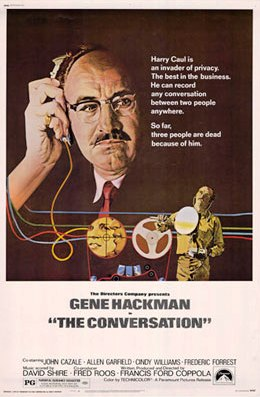 Harry Caul is
an invader of privacy.
The best in the business.
He can record
any conversation
between two people
anywhere.
So far,
three people are dead
because of him.
The Directors Company presents
GENE HACKMAN
in
"THE CONVERSATION"
Co-starring JOHN CAZALE · ALLEN GARFIELD · CINDY WILLIAMS · FREDERIC FORREST
Music scored by DAVID SHIRE Co-producer FRED ROOS Written, Produced and Directed by FRANCIS FORD COPPOLA
PG Color by TECHNICOLOR® A Paramount Pictures Release